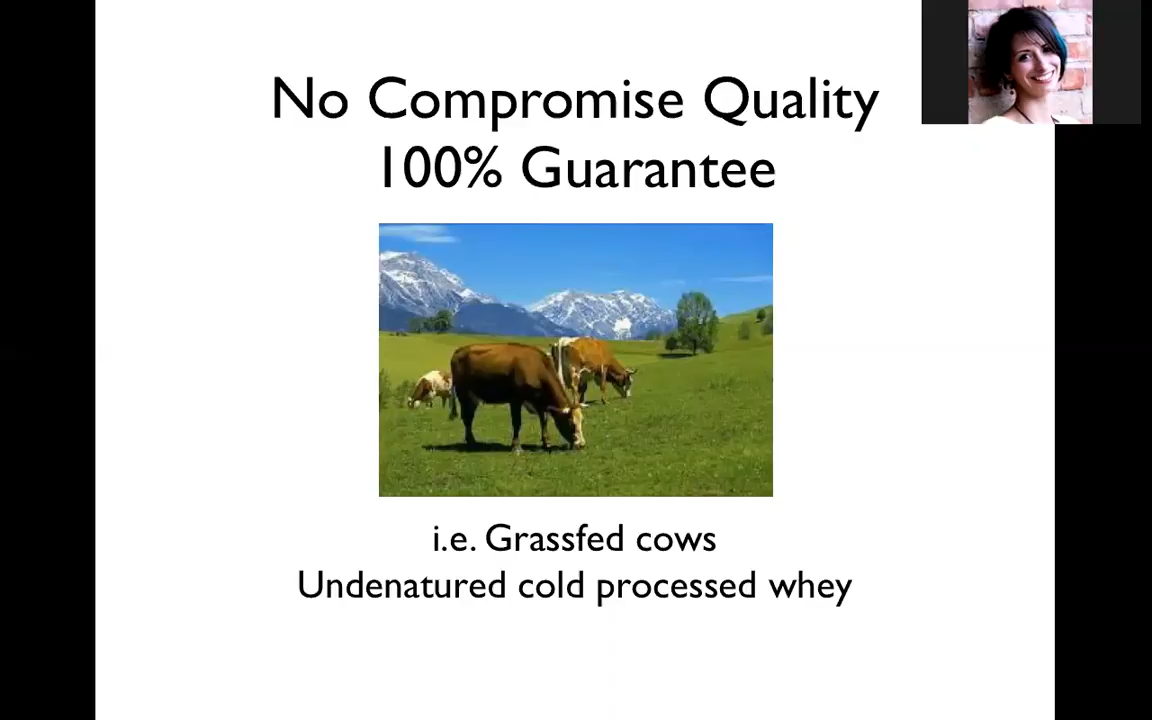 No Compromise Quality
100% Guarantee
i.e. Grassfed cows
Undenatured cold processed whey